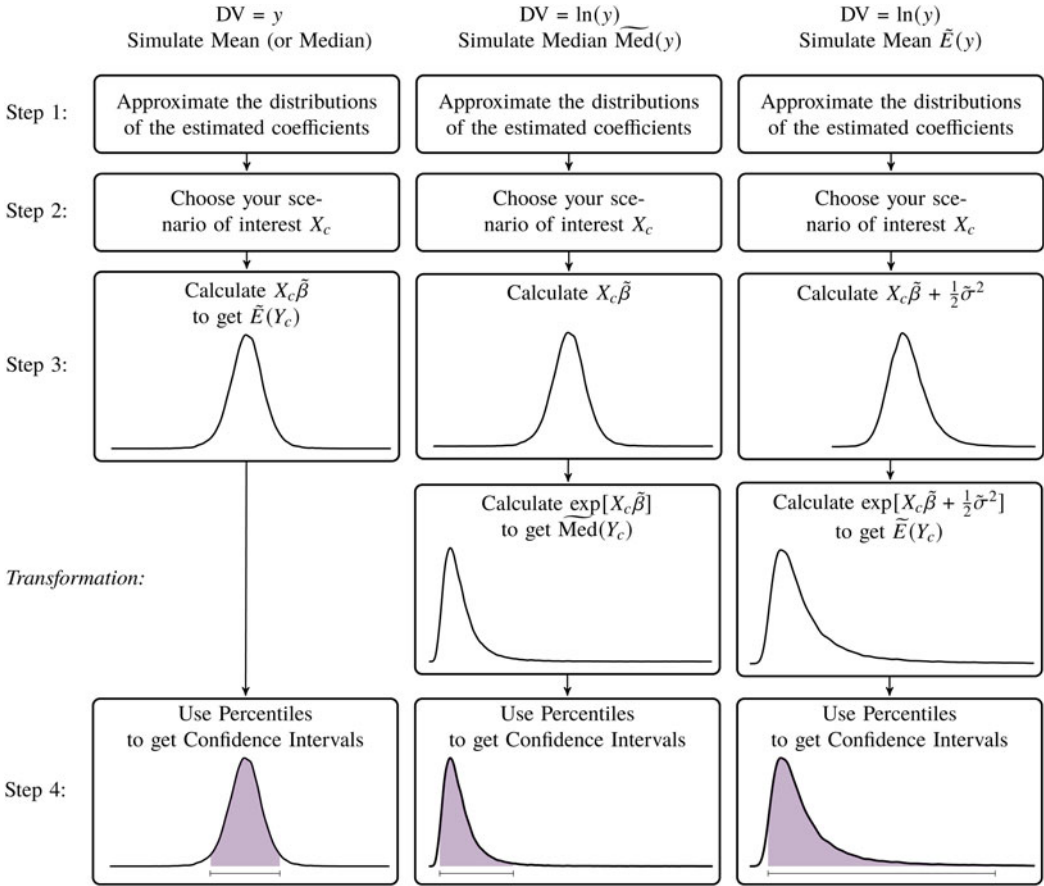 DV = y
Simulate Mean (or Median)
DV = ln(y)
Simulate Median M͠ed(y)
DV = ln(y)
Simulate Mean Ẽ(y)
Step 1:
Approximate the distributions
of the estimated coefficients
Approximate the distributions
of the estimated coefficients
Approximate the distributions
of the estimated coefficients
Step 2:
Choose your sce-
nario of interest X_c
Choose your sce-
nario of interest X_c
Choose your sce-
nario of interest X_c
Step 3:
Calculate X_cβ̃
to get Ẽ(Y_c)
Calculate X_cβ̃
Calculate X_cβ̃ + ½σ̃²
Transformation:
Calculate exp[X_cβ̃]
to get M͠ed(Y_c)
Calculate exp[X_cβ̃ + ½σ̃²]
to get Ẽ(Y_c)
Step 4:
Use Percentiles
to get Confidence Intervals
Use Percentiles
to get Confidence Intervals
Use Percentiles
to get Confidence Intervals